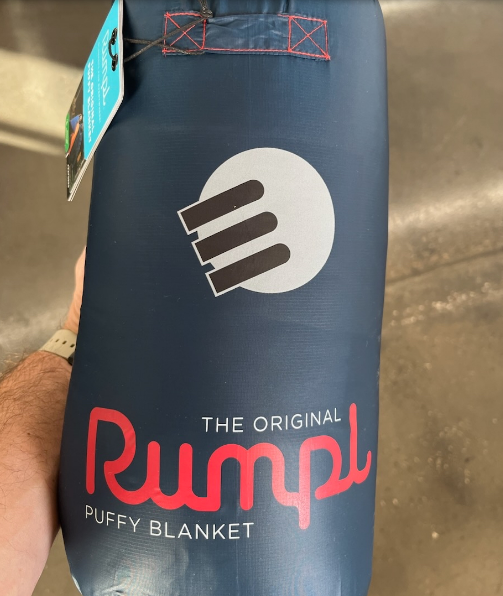 THE ORIGINAL
Rumpl
PUFFY BLANKET